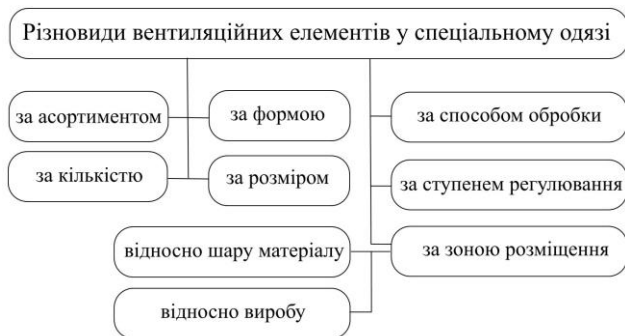 Різновиди вентиляційних елементів у спеціальному одязі
за асортиментом
за формою
за способом обробки
за кількістю
за розміром
за ступенем регулювання
відносно шару матеріалу
за зоною розміщення
відносно виробу